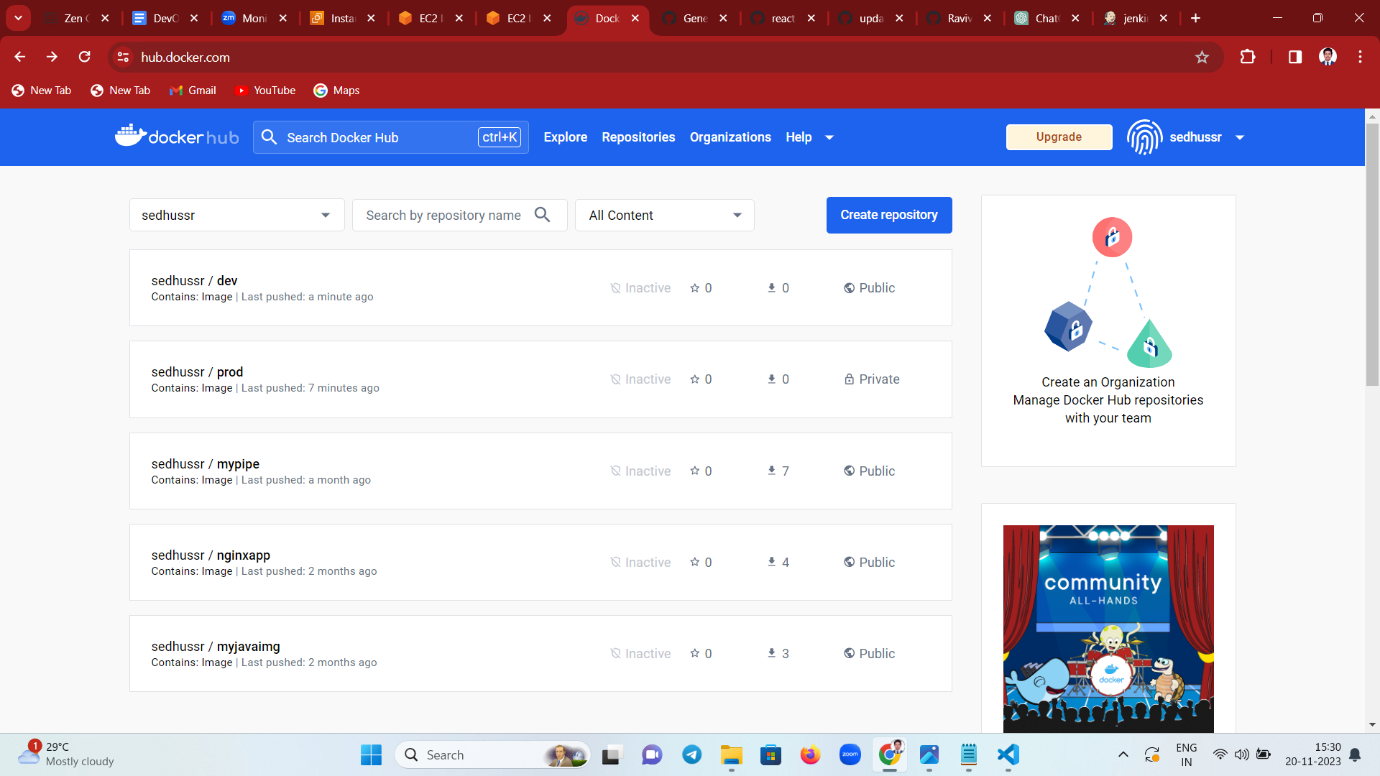 Zen C
DevO
zm
Moni
Insta
EC2 I
EC2 I
Dock
Gene
react
upda
Raviv
Chat
jenki
hub.docker.com
New Tab
New Tab
Gmail
YouTube
Maps
docker hub
Search Docker Hub
ctrl+K
Explore
Repositories
Organizations
Help
Upgrade
sedhussr
sedhussr
Search by repository name
All Content
Create repository
sedhussr / dev
Contains: Image | Last pushed: a minute ago
Inactive
0
0
Public
sedhussr / prod
Contains: Image | Last pushed: 7 minutes ago
Inactive
0
0
Private
sedhussr / mypipe
Contains: Image | Last pushed: a month ago
Inactive
0
7
Public
sedhussr / nginxapp
Contains: Image | Last pushed: 2 months ago
Inactive
0
4
Public
sedhussr / myjavaimg
Contains: Image | Last pushed: 2 months ago
Inactive
0
3
Public
Create an Organization
Manage Docker Hub repositories
with your team
community
ALL-HANDS
docker
1
29°C
Mostly cloudy
Search
zoom
ENG
IN
15:30
20-11-2023